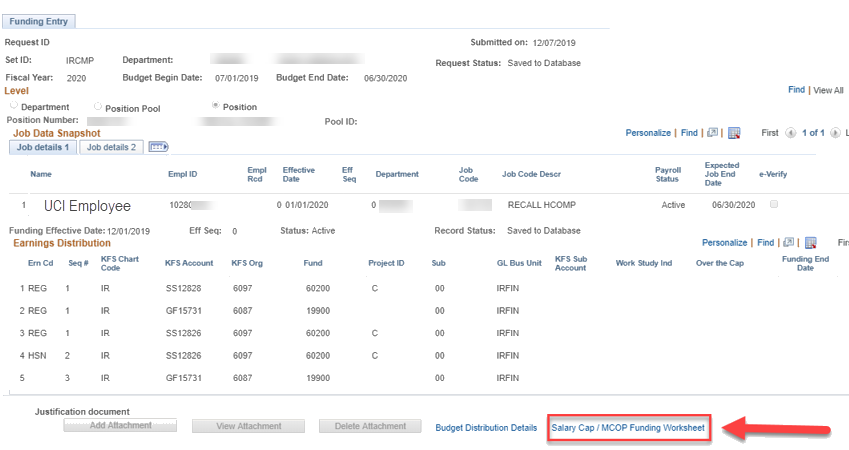 Funding Entry
Request ID Submitted on: 12/07/2019
Set ID: IRCMP Department:
Request Status: Saved to Database
Fiscal Year: 2020 Budget Begin Date: 07/01/2019 Budget End Date: 06/30/2020
Level Find | View All
Department Position Pool Position
Position Number: Pool ID:
Job Data Snapshot Personalize | Find | First 1 of 1
Job details 1 Job details 2
Name Empl ID Empl Rcd Effective Date Eff Seq Department Job Code Job Code Descr Payroll Status Expected Job End Date e-Verify
1 UCI Employee 10280 0 01/01/2020 0 RECALL HCOMP Active 06/30/2020
Funding Effective Date: 12/01/2019 Eff Seq: 0 Status: Active Record Status: Saved to Database
Earnings Distribution Personalize | Find |
Ern Cd Seq # KFS Chart Code KFS Account KFS Org Fund Project ID Sub GL Bus Unit KFS Sub Account Work Study Ind Over the Cap Funding End Date
1 REG 1 IR SS12828 6097 60200 C 00 IRFIN
2 REG 1 IR GF15731 6087 19900 00 IRFIN
3 REG 1 IR SS12826 6097 60200 C 00 IRFIN
4 HSN 2 IR SS12826 6097 60200 C 00 IRFIN
5 3 IR GF15731 6087 19900 00 IRFIN
Justification document
Add Attachment View Attachment Delete Attachment Budget Distribution Details Salary Cap / MCOP Funding Worksheet